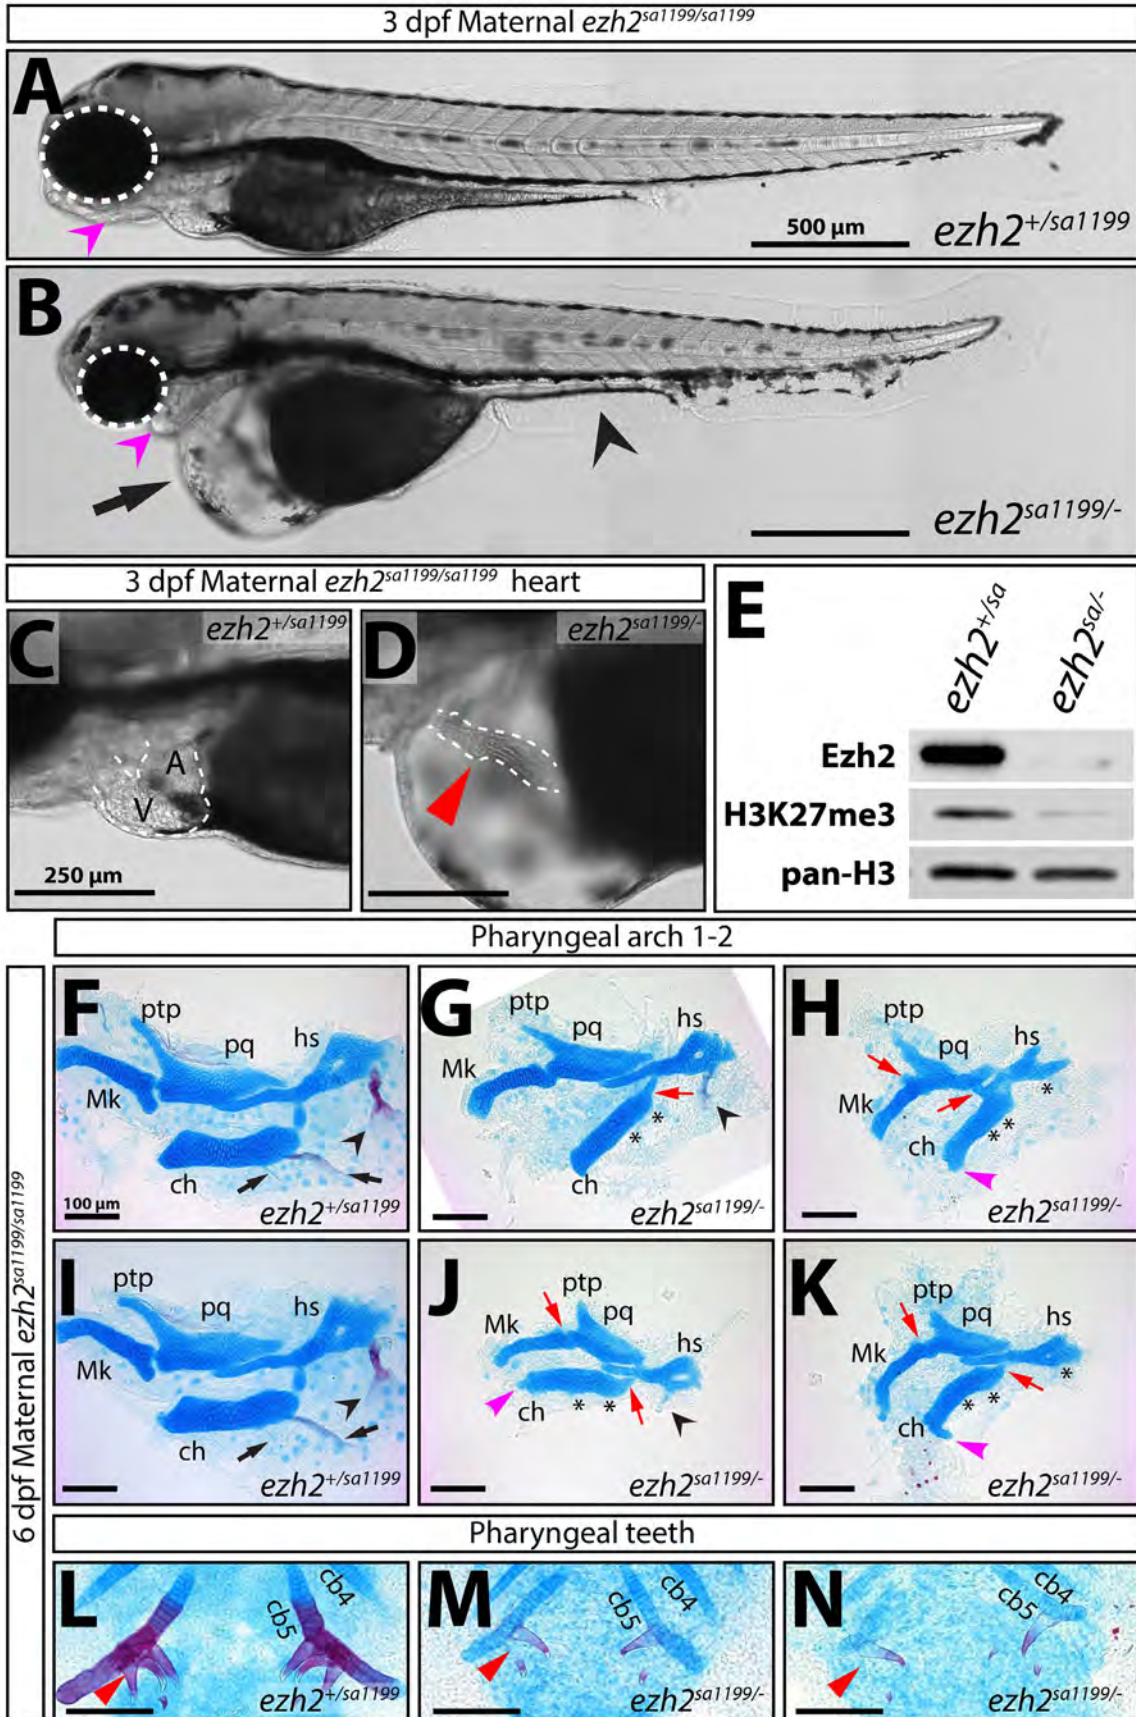 3 dpf Maternal ezh2sa1199/sa1199
A
500 µm
ezh2+/sa1199
B
ezh2sa1199/-
3 dpf Maternal ezh2sa1199/sa1199 heart
C
ezh2+/sa1199
A
V
250 µm
D
ezh2sa1199/-
E
ezh2+/sa
ezh2sa/-
Ezh2
H3K27me3
pan-H3
6 dpf Maternal ezh2sa1199/sa1199
Pharyngeal arch 1-2
F
ptp
pq
hs
Mk
ch
100 µm
ezh2+/sa1199
G
ptp
pq
hs
Mk
*
*
ch
ezh2sa1199/-
H
ptp
pq
hs
*
Mk
*
*
ch
ezh2sa1199/-
I
ptp
pq
hs
Mk
ch
ezh2+/sa1199
J
ptp
pq
Mk
hs
ch
* *
ezh2sa1199/-
K
ptp
pq
hs
Mk
*
*
*
ch
ezh2sa1199/-
Pharyngeal teeth
L
cb4
cb5
ezh2+/sa1199
M
cb4
cb5
ezh2sa1199/-
N
cb4
cb5
ezh2sa1199/-